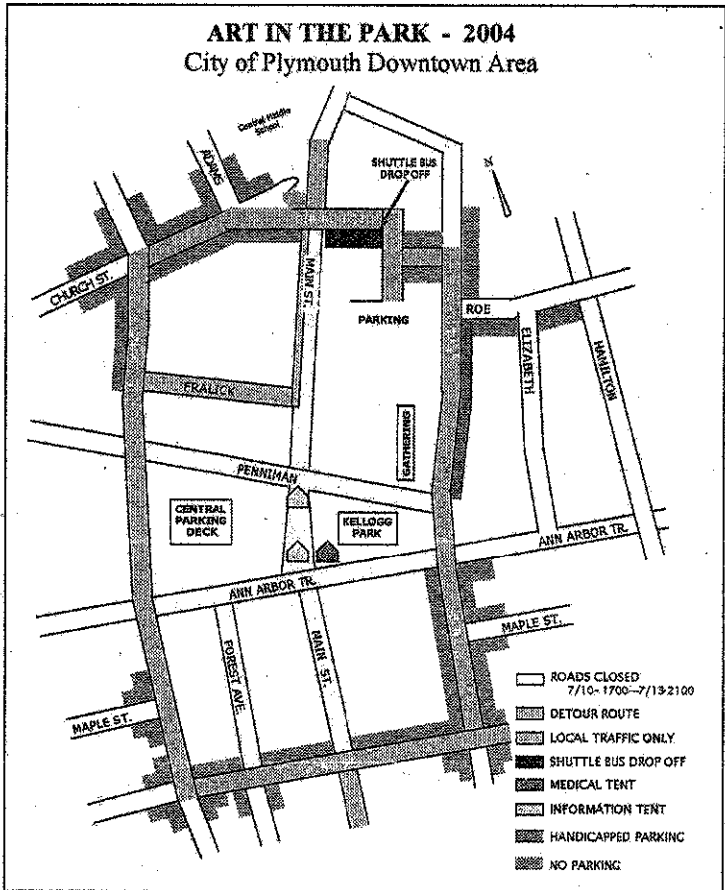 ART IN THE PARK - 2004
City of Plymouth Downtown Area
Central Middle
School
ADAMS
SHUTTLE BUS
DROP OFF
N
CHURCH ST.
MAIN ST.
PARKING
ROE
ELIZABETH
HAMILTON
FRALICK
GATHERING
PENNIMAN
CENTRAL
PARKING
DECK
KELLOGG
PARK
ANN ARBOR TR.
ANN ARBOR TR.
FOREST AVE.
MAIN ST.
MAPLE ST.
MAPLE ST.
ROADS CLOSED
7/10-1700--7/13-2100
DETOUR ROUTE
LOCAL TRAFFIC ONLY
SHUTTLE BUS DROP OFF
MEDICAL TENT
INFORMATION TENT
HANDICAPPED PARKING
NO PARKING